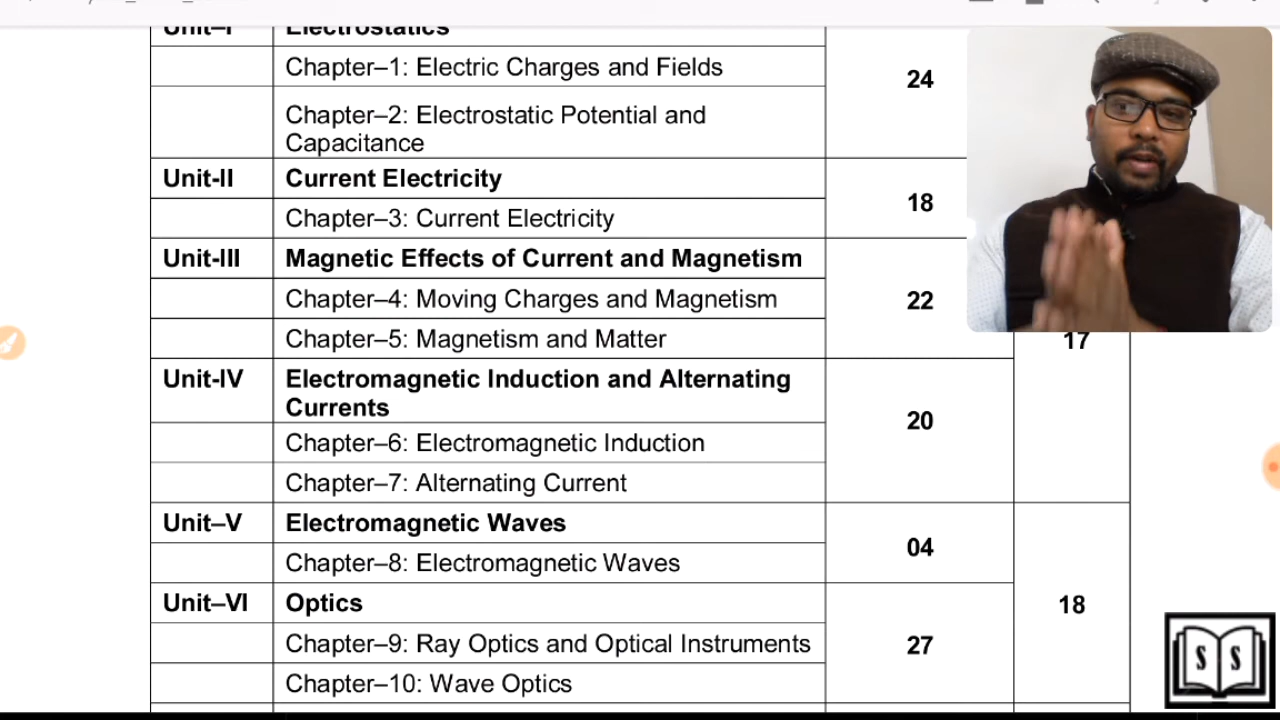 Unit–I Electrostatics
Chapter–1: Electric Charges and Fields
24
Chapter–2: Electrostatic Potential and
Capacitance
Unit-II Current Electricity
18
Chapter–3: Current Electricity
Unit-III Magnetic Effects of Current and Magnetism
Chapter–4: Moving Charges and Magnetism
22
Chapter–5: Magnetism and Matter
17
Unit-IV Electromagnetic Induction and Alternating
Currents
20
Chapter–6: Electromagnetic Induction
Chapter–7: Alternating Current
Unit–V Electromagnetic Waves
04
Chapter–8: Electromagnetic Waves
Unit–VI Optics
18
Chapter–9: Ray Optics and Optical Instruments
27
Chapter–10: Wave Optics
S S